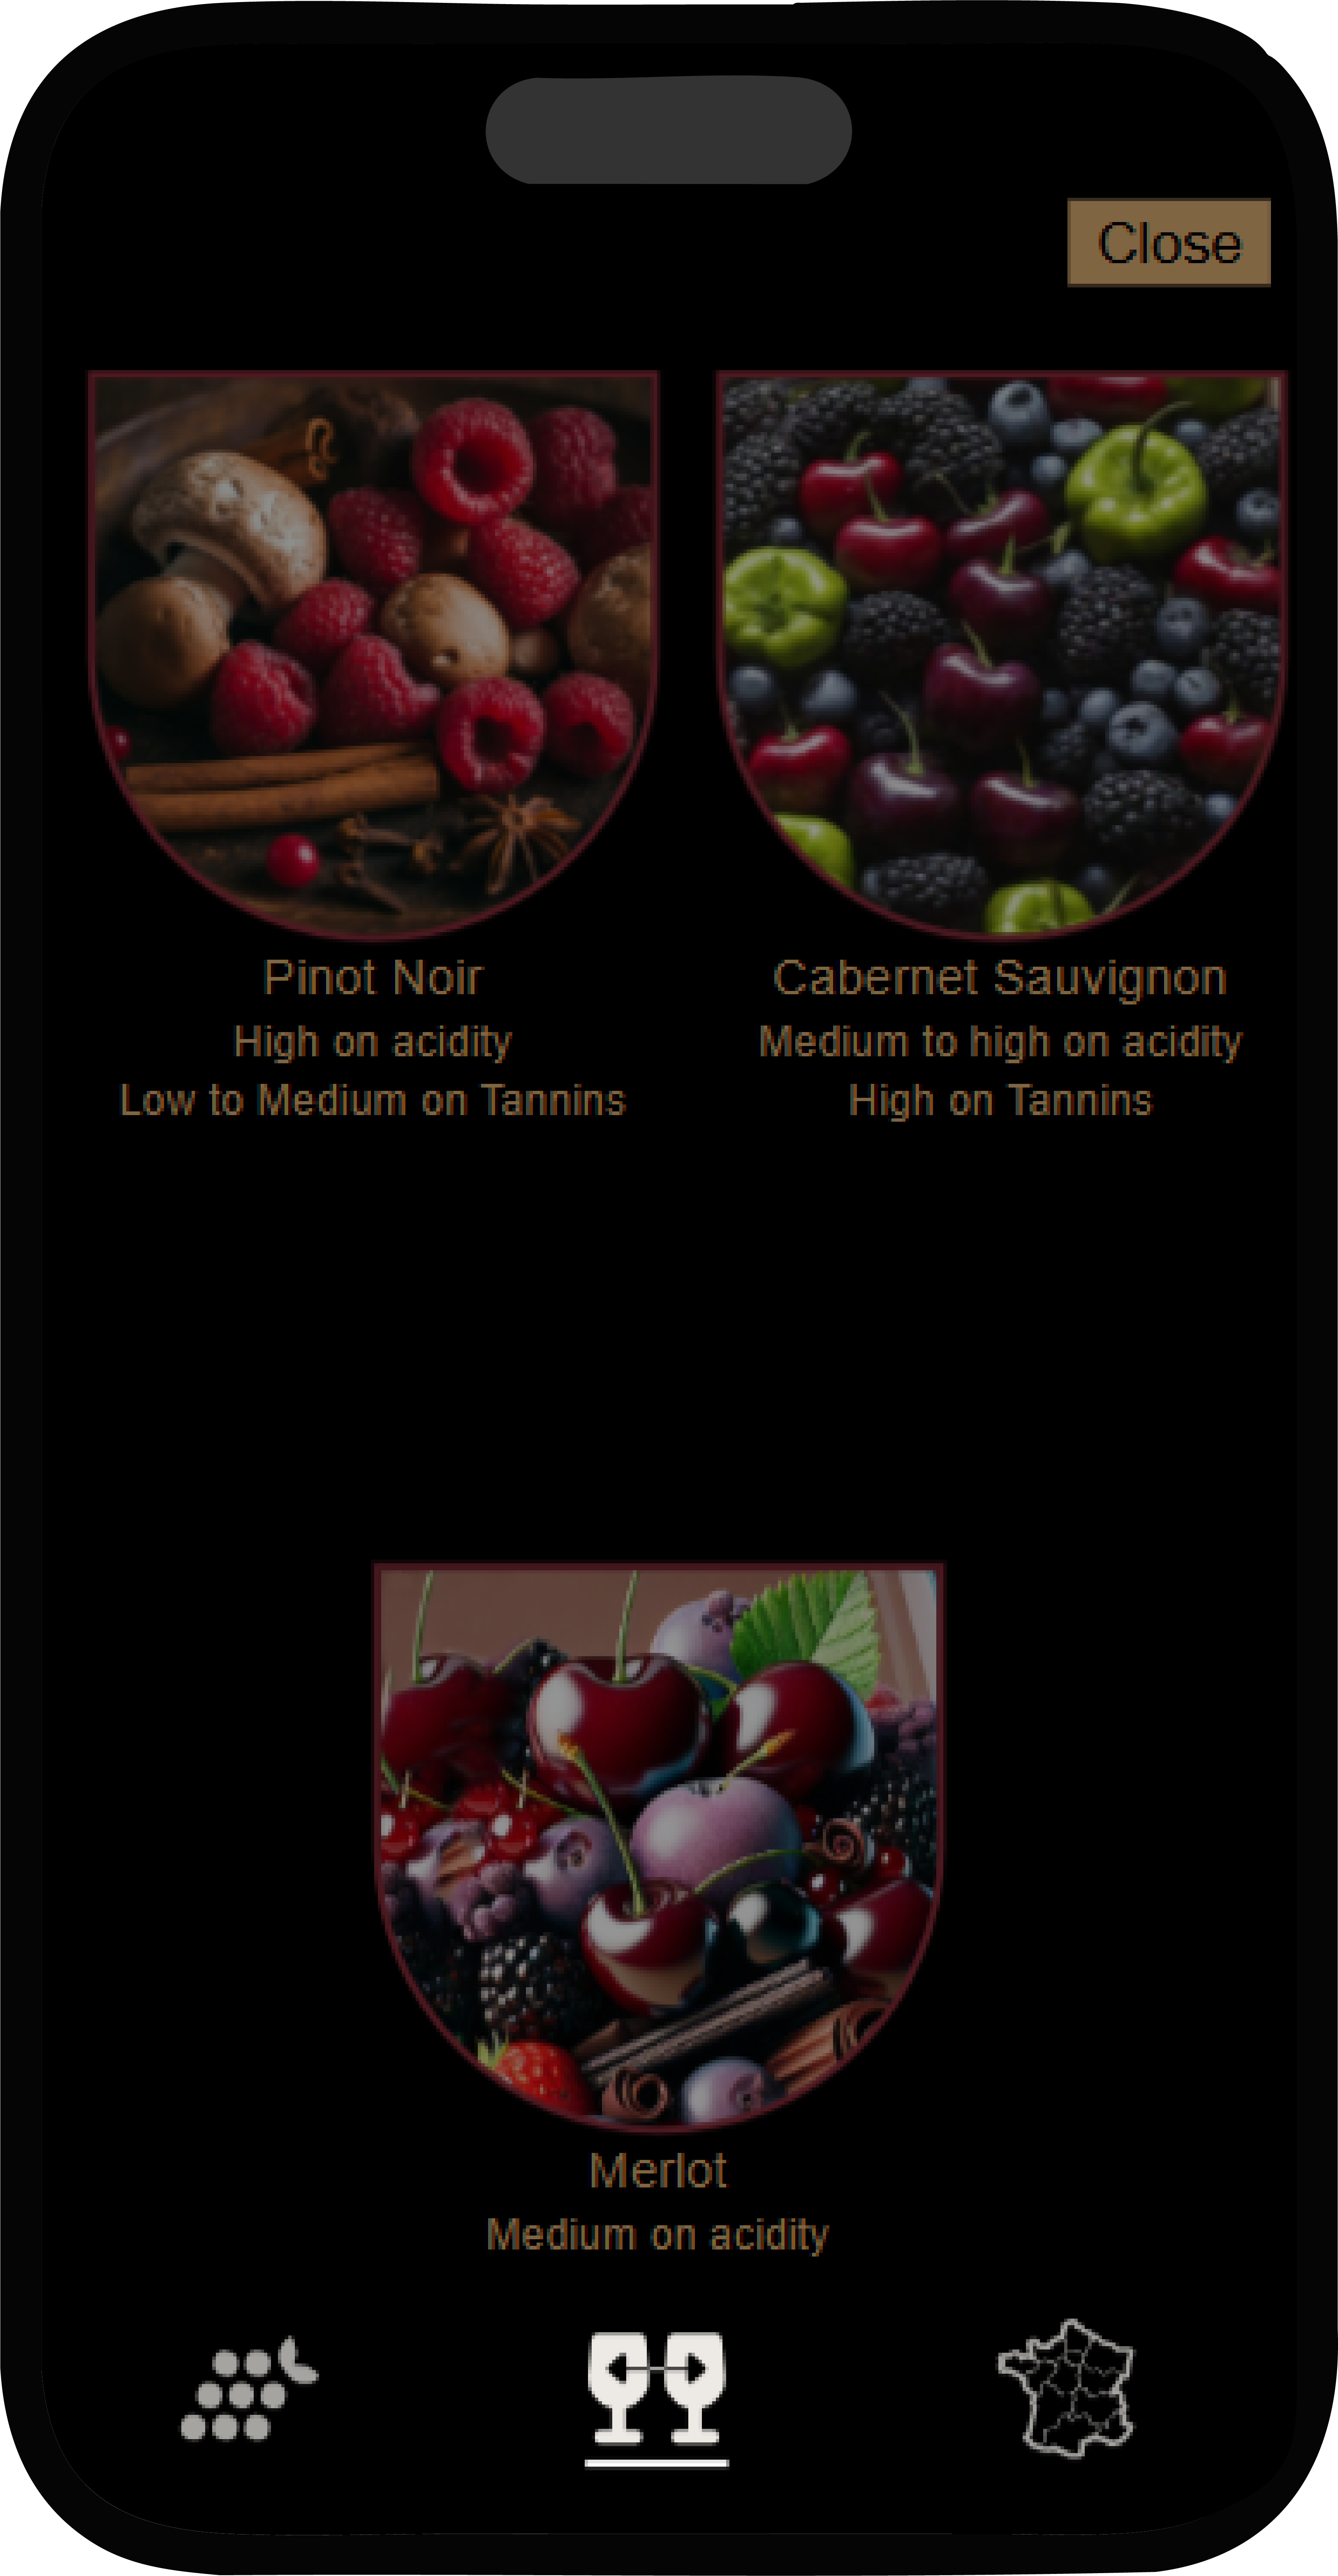 Close
Pinot Noir
High on acidity
Low to Medium on Tannins
Cabernet Sauvignon
Medium to high on acidity
High on Tannins
Merlot
Medium on acidity